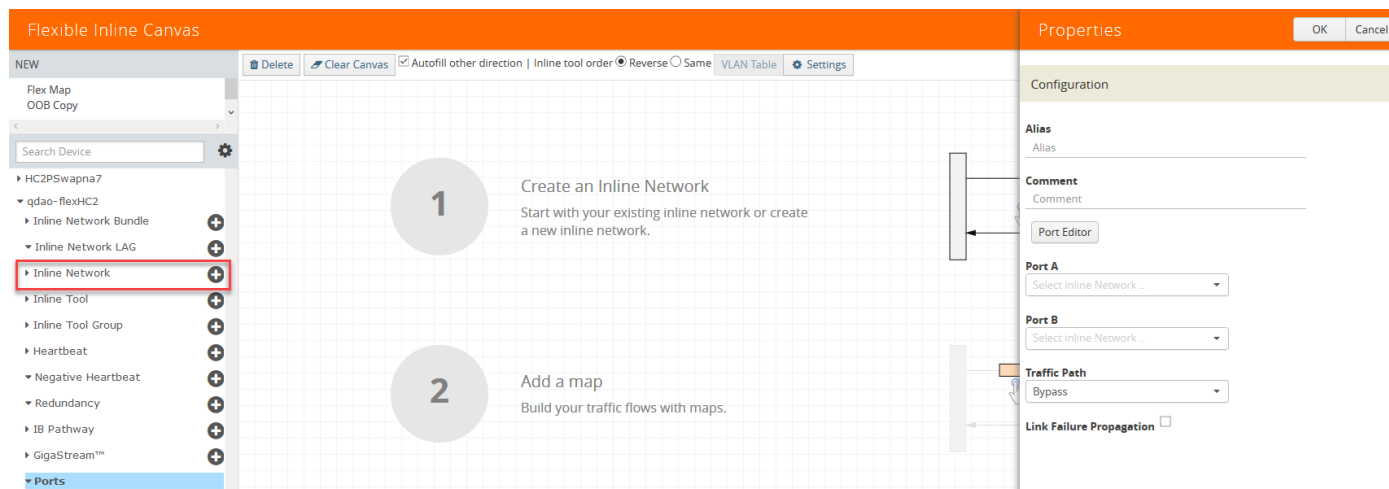 Flexible Inline Canvas
Properties
OK
Cancel
NEW
Delete
Clear Canvas
Autofill other direction | Inline tool order Reverse Same
VLAN Table
Settings
Flex Map
OOB Copy
Search Device
HC2PSwapna7
qdao-flexHC2
Inline Network Bundle
Inline Network LAG
Inline Network
Inline Tool
Inline Tool Group
Heartbeat
Negative Heartbeat
Redundancy
IB Pathway
GigaStream™
Ports
1
Create an Inline Network
Start with your existing inline network or create
a new inline network.
2
Add a map
Build your traffic flows with maps.
Configuration
Alias
Alias
Comment
Comment
Port Editor
Port A
Select inline Network ..
Port B
Select inline Network ..
Traffic Path
Bypass
Link Failure Propagation